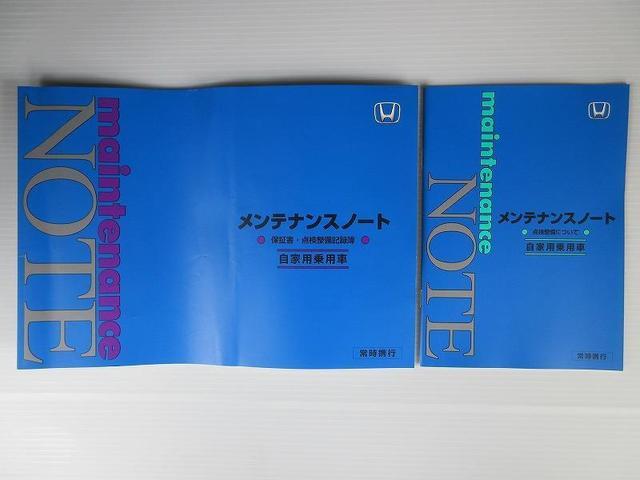 maintenance
NOTE
メンテナンスノート
保証書・点検整備記録簿
自家用乗用車
常時携行
maintenance
NOTE
メンテナンスノート
点検整備について
自家用乗用車
常時携行